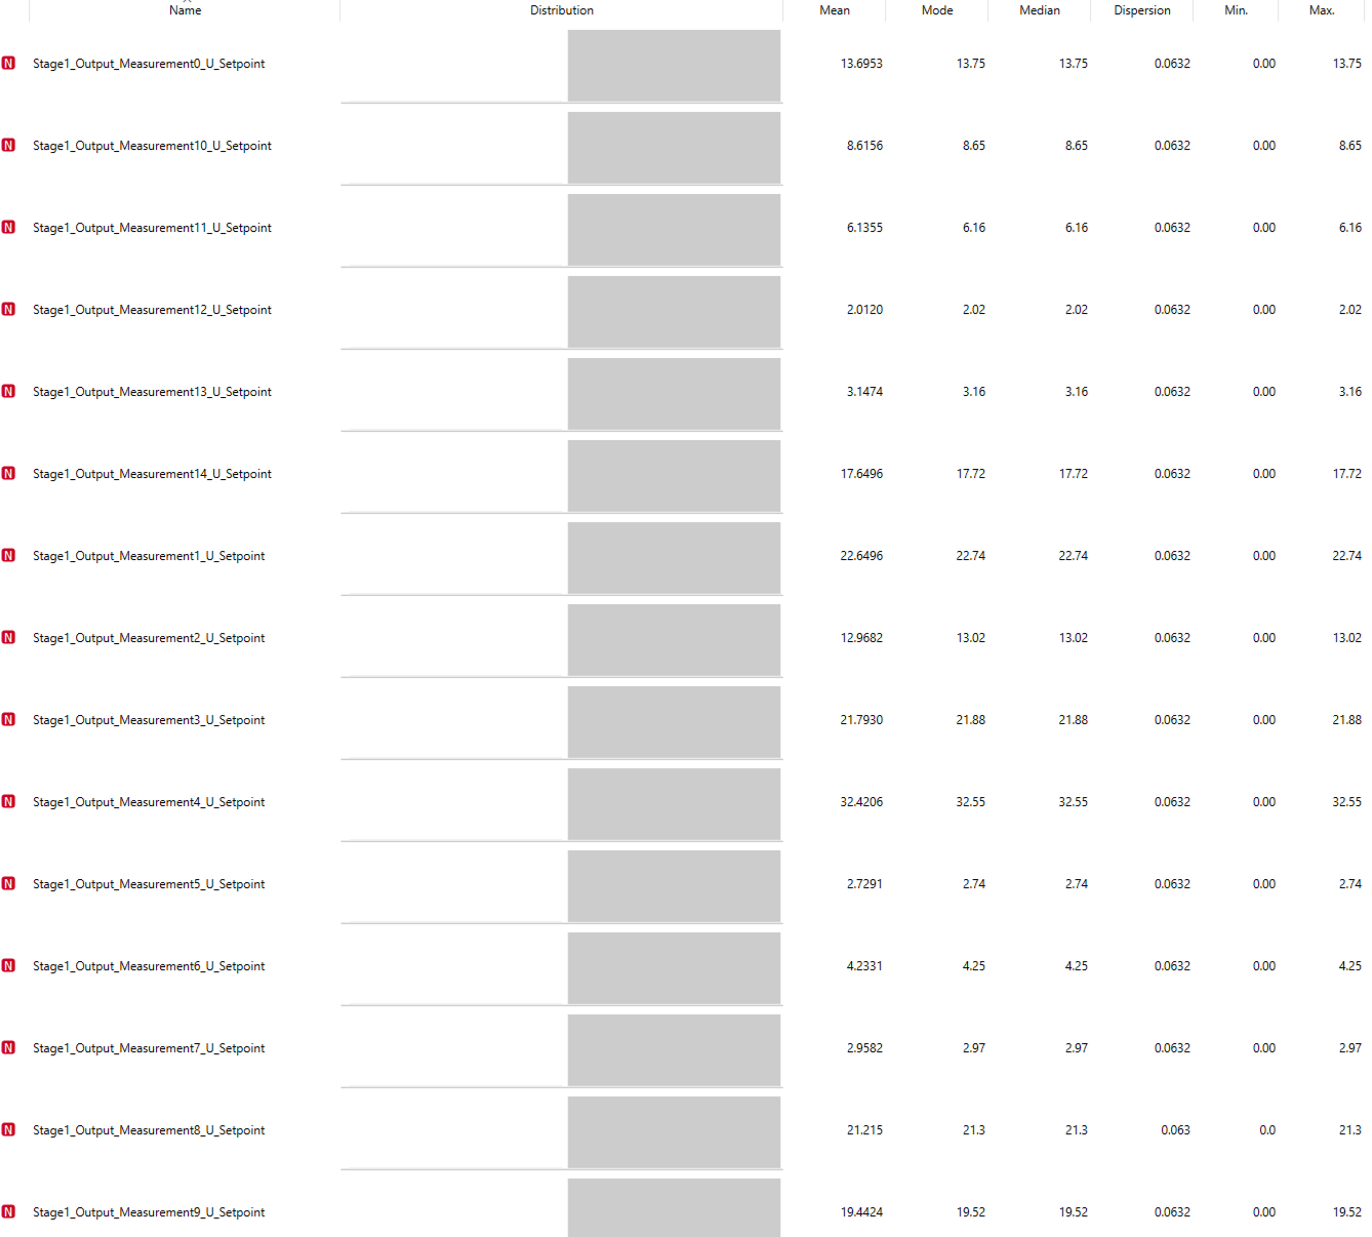 Name Distribution Mean Mode Median Dispersion Min. Max.
N Stage1_Output_Measurement0_U_Setpoint 13.6953 13.75 13.75 0.0632 0.00 13.75
N Stage1_Output_Measurement10_U_Setpoint 8.6156 8.65 8.65 0.0632 0.00 8.65
N Stage1_Output_Measurement11_U_Setpoint 6.1355 6.16 6.16 0.0632 0.00 6.16
N Stage1_Output_Measurement12_U_Setpoint 2.0120 2.02 2.02 0.0632 0.00 2.02
N Stage1_Output_Measurement13_U_Setpoint 3.1474 3.16 3.16 0.0632 0.00 3.16
N Stage1_Output_Measurement14_U_Setpoint 17.6496 17.72 17.72 0.0632 0.00 17.72
N Stage1_Output_Measurement1_U_Setpoint 22.6496 22.74 22.74 0.0632 0.00 22.74
N Stage1_Output_Measurement2_U_Setpoint 12.9682 13.02 13.02 0.0632 0.00 13.02
N Stage1_Output_Measurement3_U_Setpoint 21.7930 21.88 21.88 0.0632 0.00 21.88
N Stage1_Output_Measurement4_U_Setpoint 32.4206 32.55 32.55 0.0632 0.00 32.55
N Stage1_Output_Measurement5_U_Setpoint 2.7291 2.74 2.74 0.0632 0.00 2.74
N Stage1_Output_Measurement6_U_Setpoint 4.2331 4.25 4.25 0.0632 0.00 4.25
N Stage1_Output_Measurement7_U_Setpoint 2.9582 2.97 2.97 0.0632 0.00 2.97
N Stage1_Output_Measurement8_U_Setpoint 21.215 21.3 21.3 0.063 0.0 21.3
N Stage1_Output_Measurement9_U_Setpoint 19.4424 19.52 19.52 0.0632 0.00 19.52